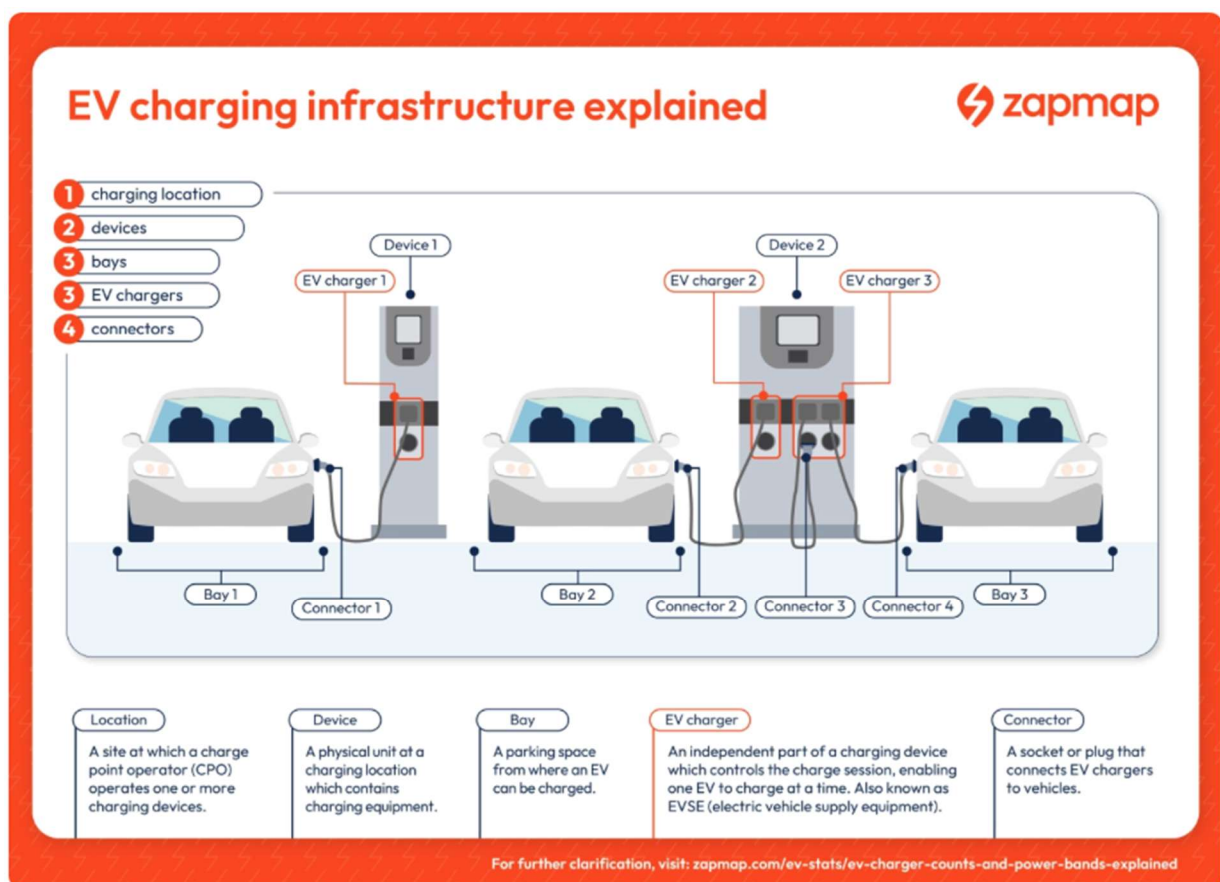 EV charging infrastructure explained
zapmap
1 charging location
2 devices
3 bays
3 EV chargers
4 connectors
Device 1
Device 2
EV charger 1
EV charger 2
EV charger 3
Bay 1
Connector 1
Bay 2
Connector 2
Connector 3
Connector 4
Bay 3
Location
A site at which a charge
point operator (CPO)
operates one or more
charging devices.
Device
A physical unit at a
charging location
which contains
charging equipment.
Bay
A parking space
from where an EV
can be charged.
EV charger
An independent part of a charging device
which controls the charge session, enabling
one EV to charge at a time. Also known as
EVSE (electric vehicle supply equipment).
Connector
A socket or plug that
connects EV chargers
to vehicles.
For further clarification, visit: zapmap.com/ev-stats/ev-charger-counts-and-power-bands-explained